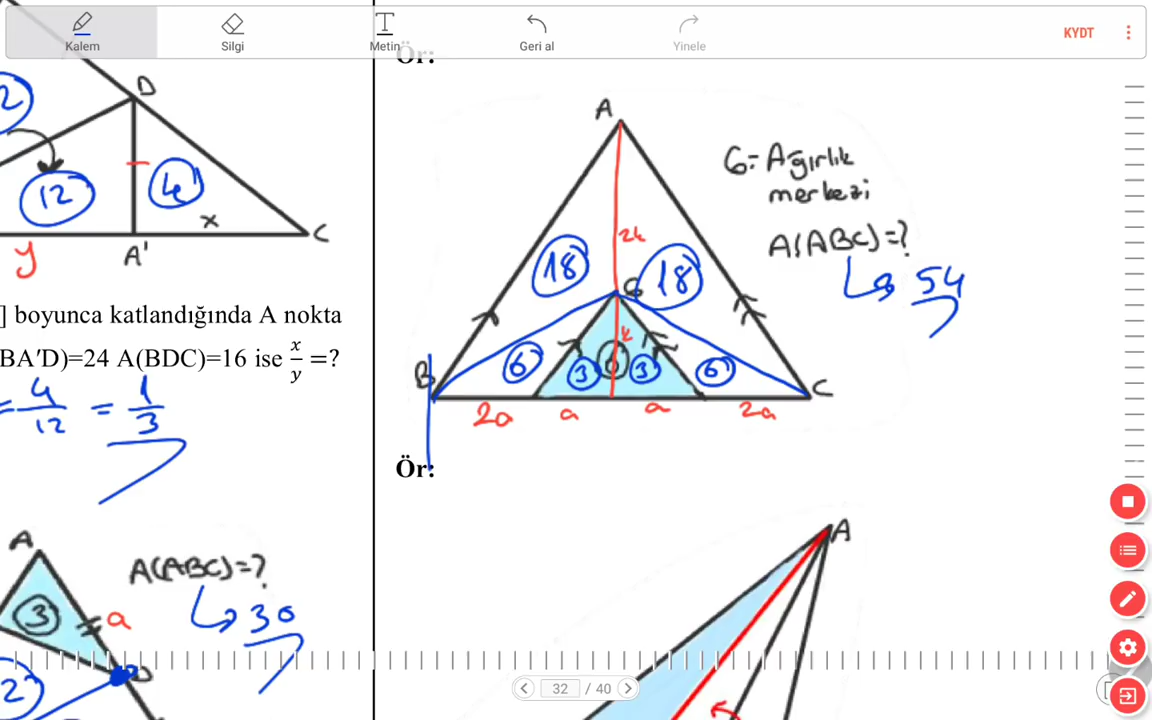 Kalem
Silgi
Metin
Geri al
Yinele
KYDT
Ör:
D
12
4
x
y
A'
C
] boyunca katlandığında A nokta
BA'D)=24 A(BDC)=16 ise x/y =?
= 4/12 = 1/3
A
3
= a
D
A(ABC)=?
↳ 30
A
G= Ağırlık
merkezi
A(ABC)=?
↳ 54
2k
18
18
G
k
6
3
3
6
B
C
2a
a
a
2a
Ör:
A
32 / 40